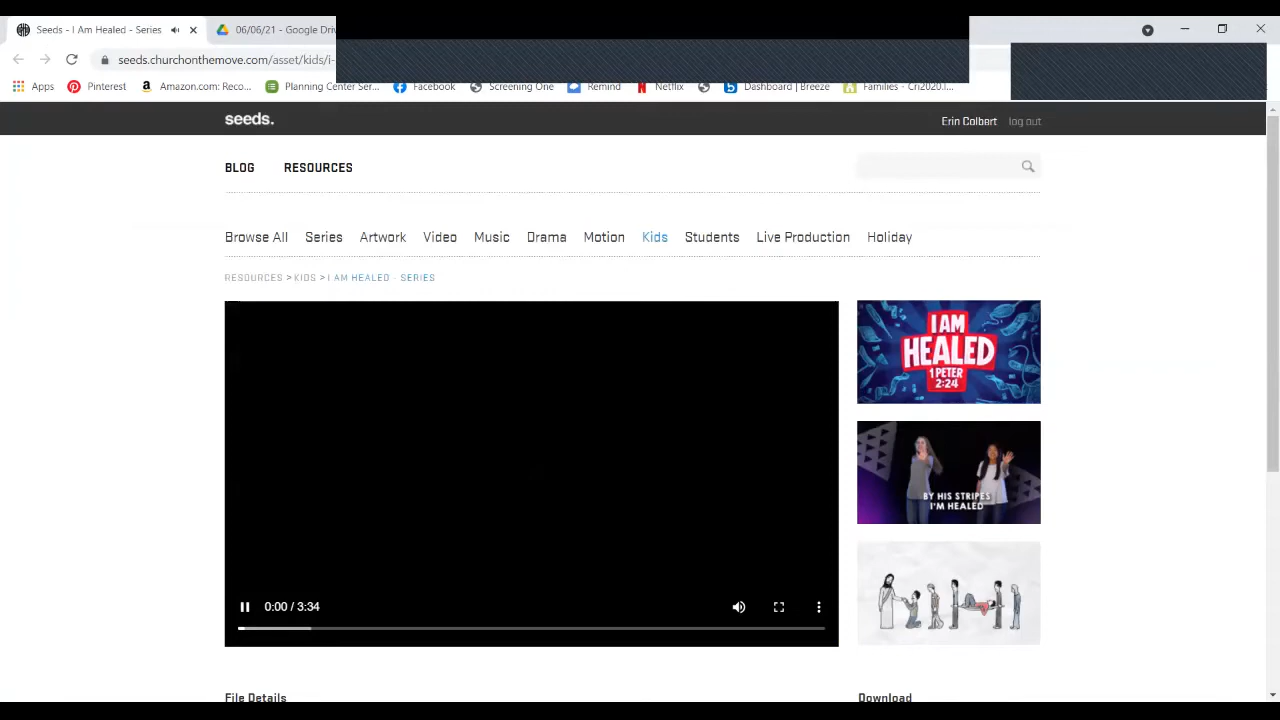 Seeds - I Am Healed - Series
06/06/21 - Google Driv
seeds.churchonthemove.com/asset/kids/i-
Apps Pinterest Amazon.com: Reco... Planning Center Ser... Facebook Screening One Remind Netflix Dashboard | Breeze Families - Cri2020.1...
seeds.
Erin Colbert log out
BLOG RESOURCES
Browse All Series Artwork Video Music Drama Motion Kids Students Live Production Holiday
RESOURCES > KIDS > I AM HEALED - SERIES
I AM
HEALED
1 PETER
2:24
BY HIS STRIPES
I'M HEALED
0:00 / 3:34
File Details
Download